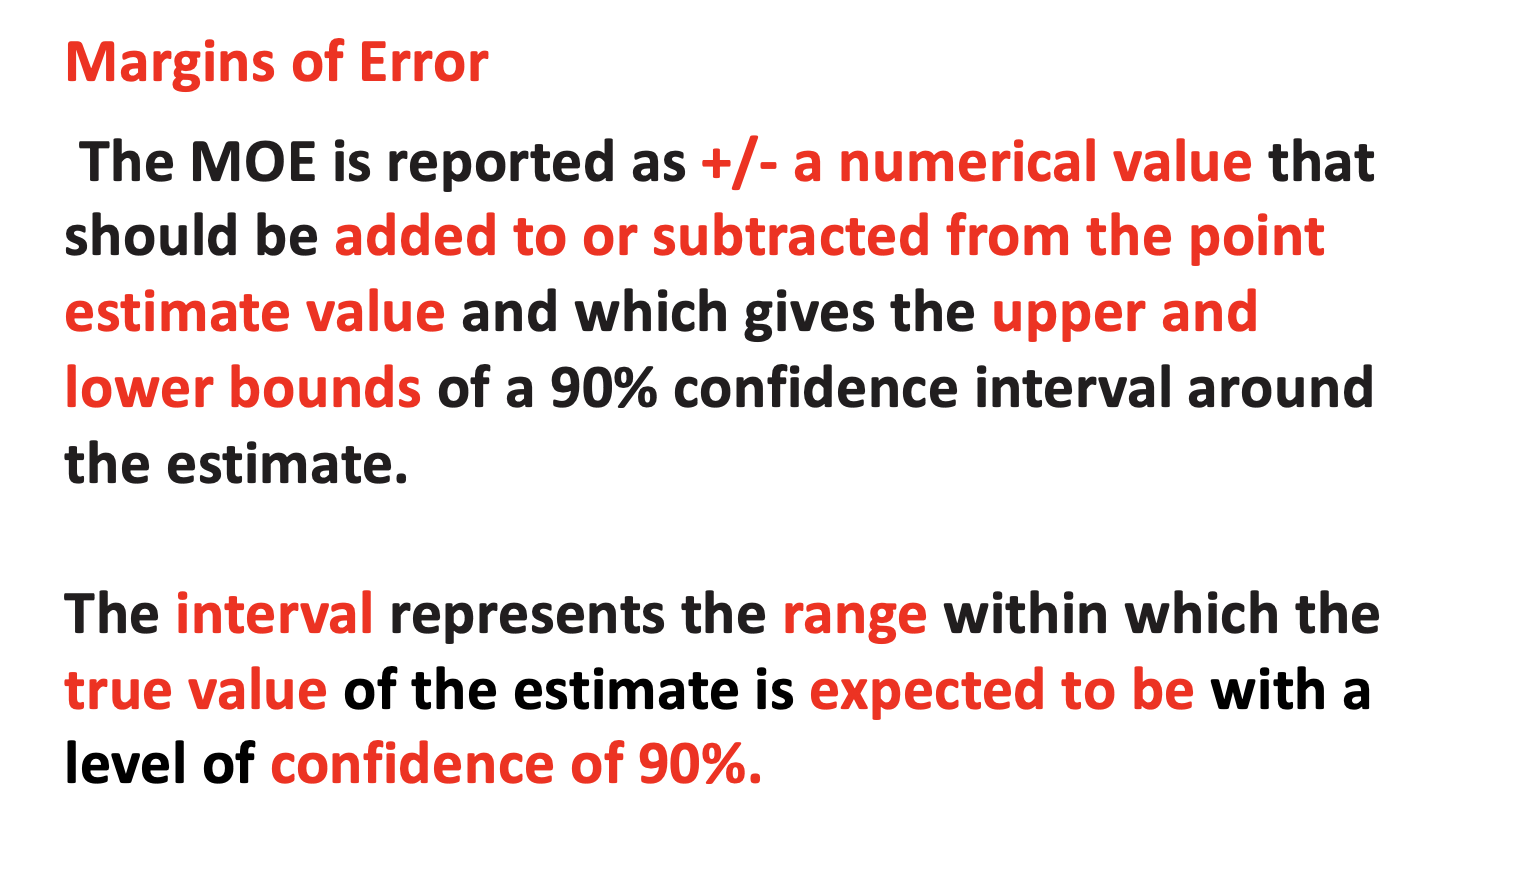 Margins of Error
The MOE is reported as +/- a numerical value that
should be added to or subtracted from the point
estimate value and which gives the upper and
lower bounds of a 90% confidence interval around
the estimate.
The interval represents the range within which the
true value of the estimate is expected to be with a
level of confidence of 90%.